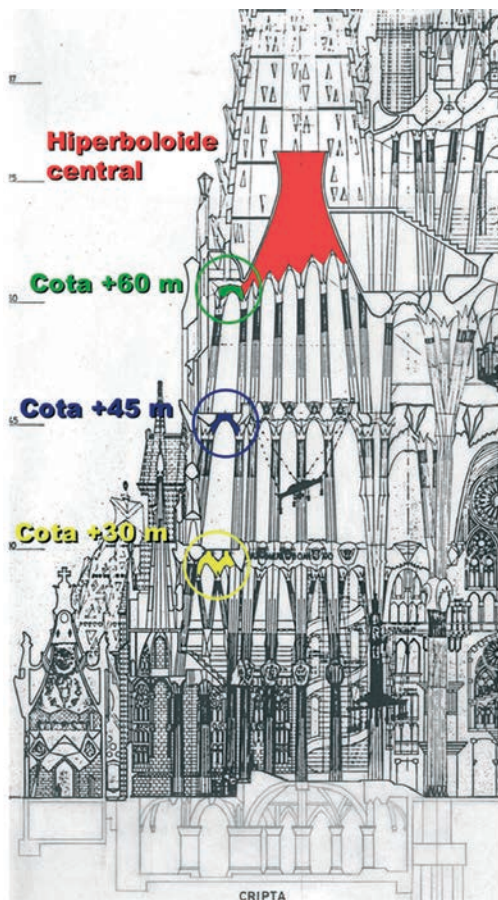 Hiperboloide
central
Cota +60 m
Cota +45 m
Cota +30 m
CRIPTA